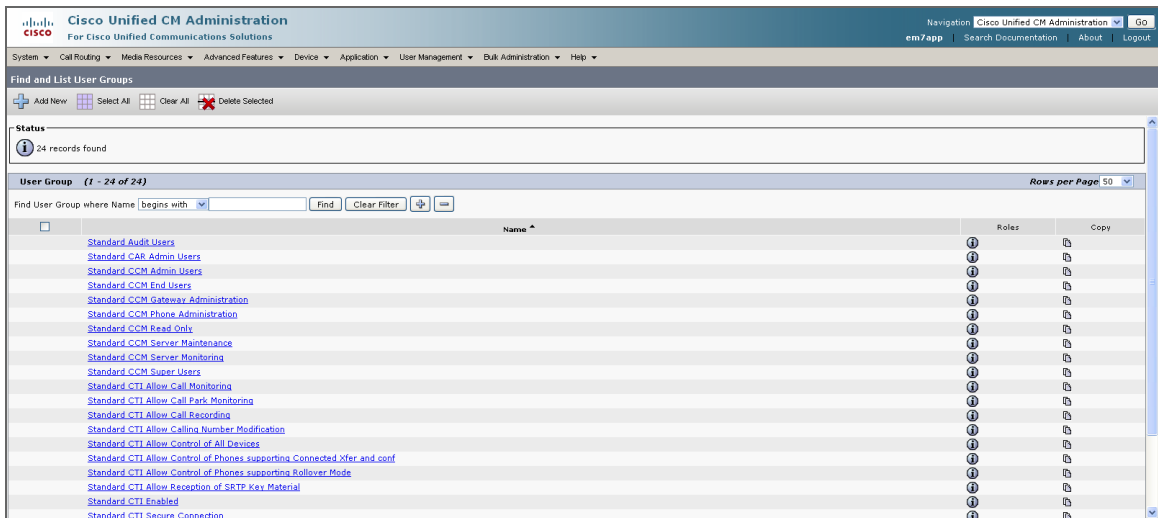 CISCO
Cisco Unified CM Administration
For Cisco Unified Communications Solutions
Navigation Cisco Unified CM Administration Go
em7app | Search Documentation | About | Logout
System Call Routing Media Resources Advanced Features Device Application User Management Bulk Administration Help
Find and List User Groups
Add New Select All Clear All Delete Selected
Status
24 records found
User Group (1 - 24 of 24) Rows per Page 50
Find User Group where Name begins with Find Clear Filter
Name Roles Copy
Standard Audit Users
Standard CAR Admin Users
Standard CCM Admin Users
Standard CCM End Users
Standard CCM Gateway Administration
Standard CCM Phone Administration
Standard CCM Read Only
Standard CCM Server Maintenance
Standard CCM Server Monitoring
Standard CCM Super Users
Standard CTI Allow Call Monitoring
Standard CTI Allow Call Park Monitoring
Standard CTI Allow Call Recording
Standard CTI Allow Calling Number Modification
Standard CTI Allow Control of All Devices
Standard CTI Allow Control of Phones supporting Connected Xfer and conf
Standard CTI Allow Control of Phones supporting Rollover Mode
Standard CTI Allow Reception of SRTP Key Material
Standard CTI Enabled
Standard CTI Secure Connection